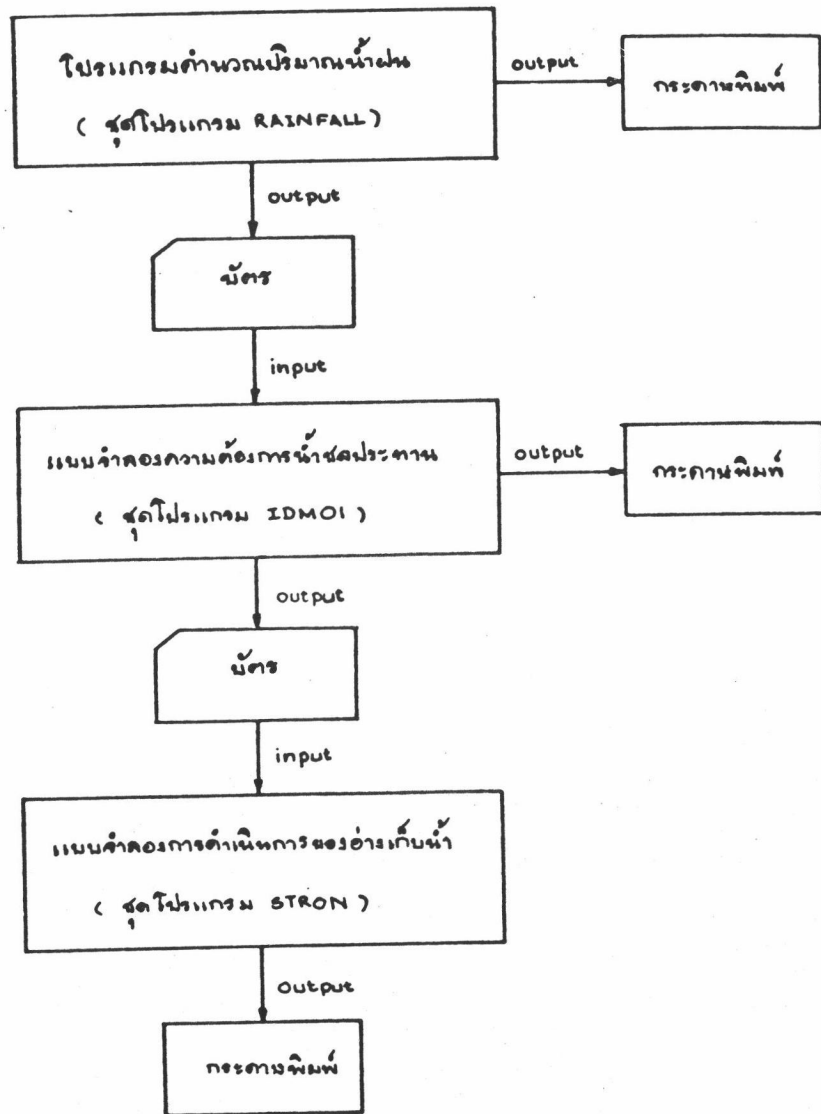 โปรแกรมคำนวณปริมาณน้ำฝน
( ชุดโปรแกรม RAINFALL )
output
กระดาษพิมพ์
output
บัตร
input
แบบจำลองความต้องการน้ำชลประทาน
( ชุดโปรแกรม IDM01 )
output
กระดาษพิมพ์
output
บัตร
input
แบบจำลองการดำเนินการของอ่างเก็บน้ำ
( ชุดโปรแกรม STRON )
output
กระดาษพิมพ์